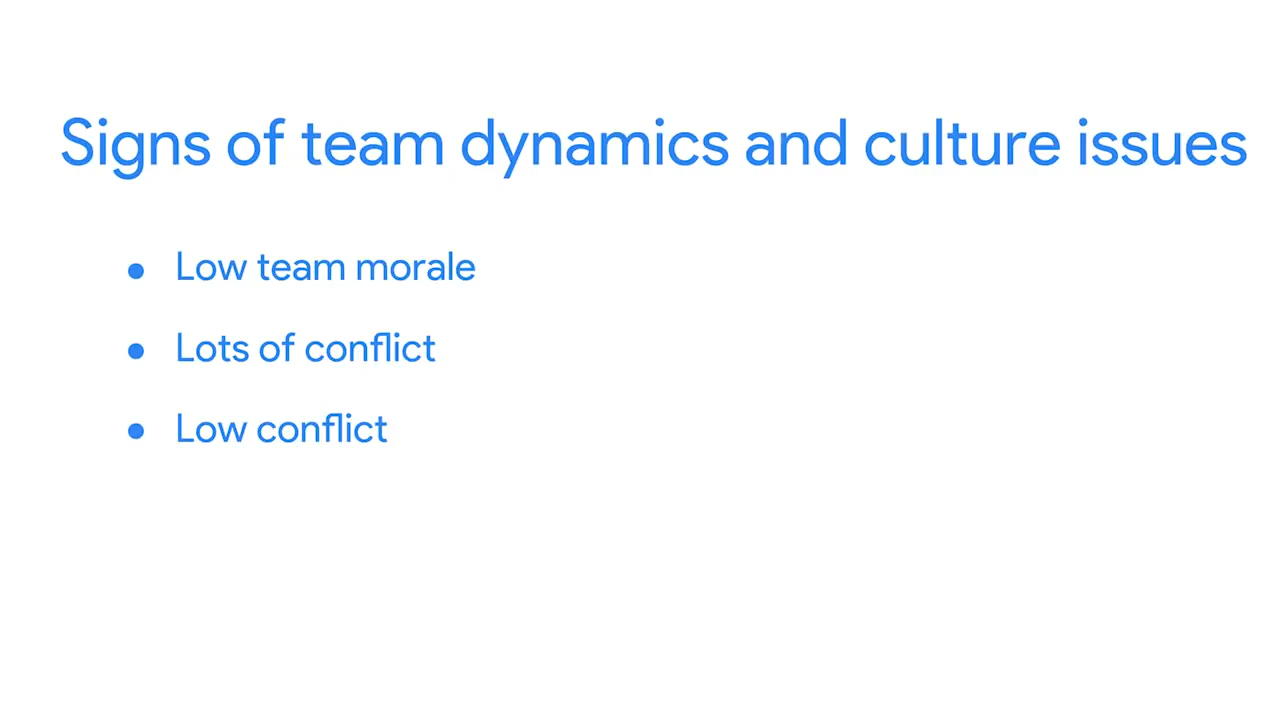 Signs of team dynamics and culture issues
● Low team morale
● Lots of conflict
● Low conflict